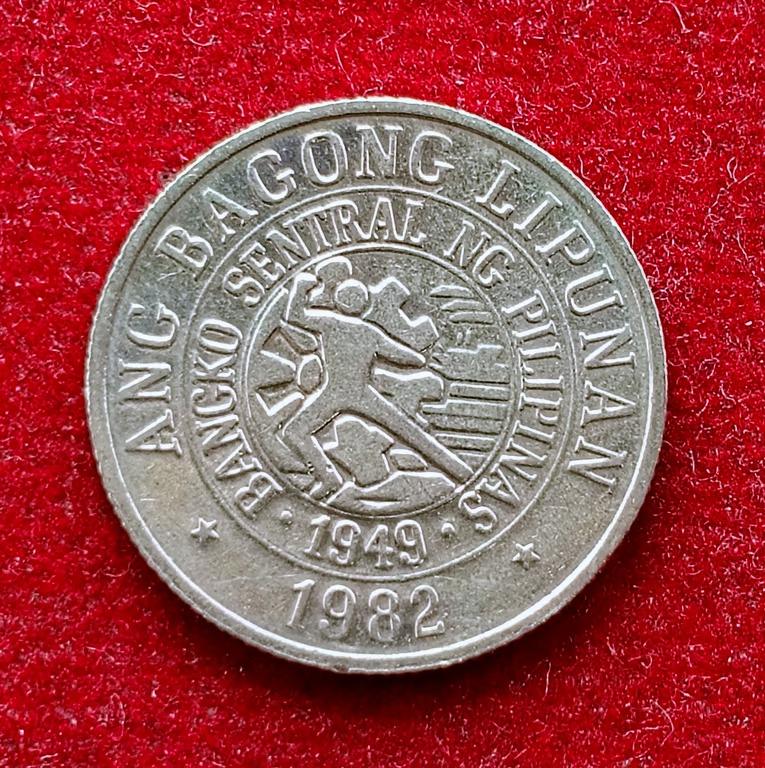 ANG BAGONG LIPUNAN
BANGKO SENTRAL NG PILIPINAS
1949
1982